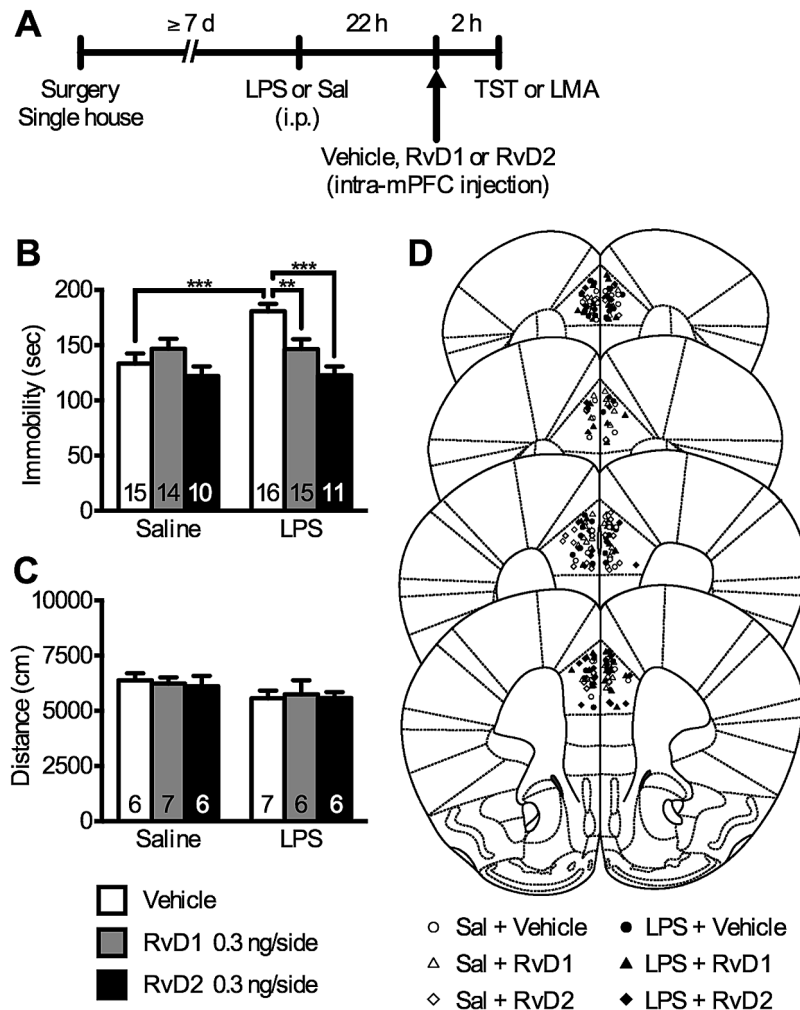 A
≥ 7 d
22 h
2 h
Surgery
Single house
LPS or Sal
(i.p.)
TST or LMA
Vehicle, RvD1 or RvD2
(intra-mPFC injection)
B
Immobility (sec)
200
150
100
50
0
***
**
***
15
14
10
16
15
11
Saline
LPS
C
Distance (cm)
10000
7500
5000
2500
0
6
7
6
7
6
6
Saline
LPS
Vehicle
RvD1 0.3 ng/side
RvD2 0.3 ng/side
D
Sal + Vehicle
LPS + Vehicle
Sal + RvD1
LPS + RvD1
Sal + RvD2
LPS + RvD2